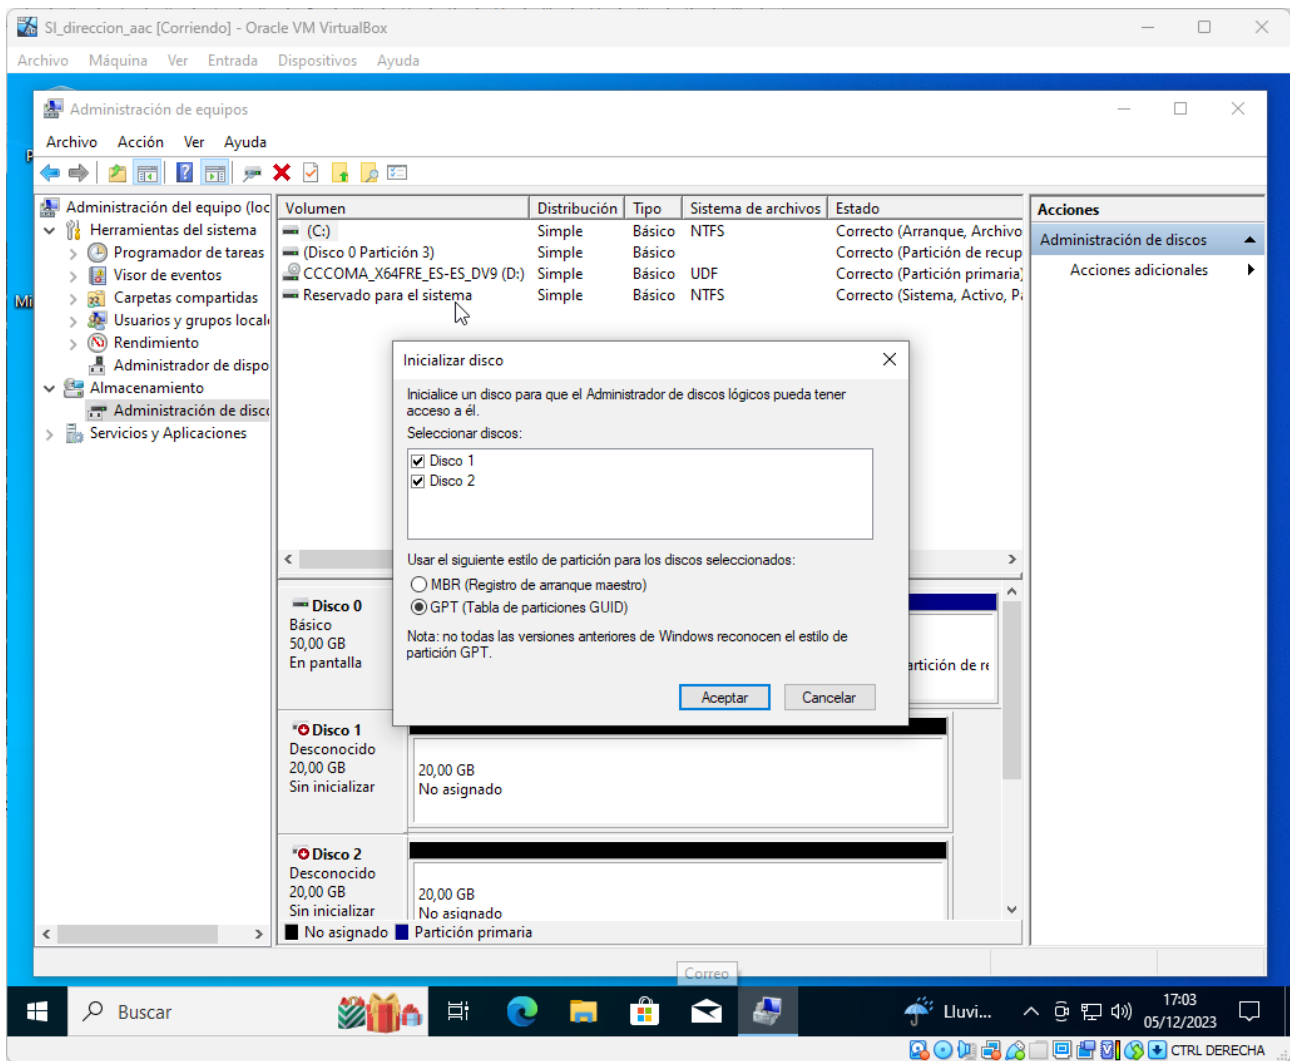 SI_direccion_aac [Corriendo] - Oracle VM VirtualBox
Archivo Máquina Ver Entrada Dispositivos Ayuda
Administración de equipos
Archivo Acción Ver Ayuda
Administración del equipo (loc
Herramientas del sistema
Programador de tareas
Visor de eventos
Carpetas compartidas
Usuarios y grupos local
Rendimiento
Administrador de dispo
Almacenamiento
Administración de disc
Servicios y Aplicaciones
Volumen Distribución Tipo Sistema de archivos Estado
(C:) Simple Básico NTFS Correcto (Arranque, Archivo
(Disco 0 Partición 3) Simple Básico Correcto (Partición de recup
CCCOMA_X64FRE_ES-ES_DV9 (D:) Simple Básico UDF Correcto (Partición primaria)
Reservado para el sistema Simple Básico NTFS Correcto (Sistema, Activo, Pa
Acciones
Administración de discos
Acciones adicionales
Mi
Inicializar disco
Inicialice un disco para que el Administrador de discos lógicos pueda tener
acceso a él.
Seleccionar discos:
Disco 1
Disco 2
Usar el siguiente estilo de partición para los discos seleccionados:
MBR (Registro de arranque maestro)
GPT (Tabla de particiones GUID)
Nota: no todas las versiones anteriores de Windows reconocen el estilo de
partición GPT.
Aceptar Cancelar
Disco 0
Básico
50,00 GB
En pantalla
artición de re
Disco 1
Desconocido
20,00 GB
Sin inicializar
20,00 GB
No asignado
Disco 2
Desconocido
20,00 GB
Sin inicializar
20,00 GB
No asignado
No asignado Partición primaria
Correo
Buscar
Lluvi...
17:03
05/12/2023
CTRL DERECHA